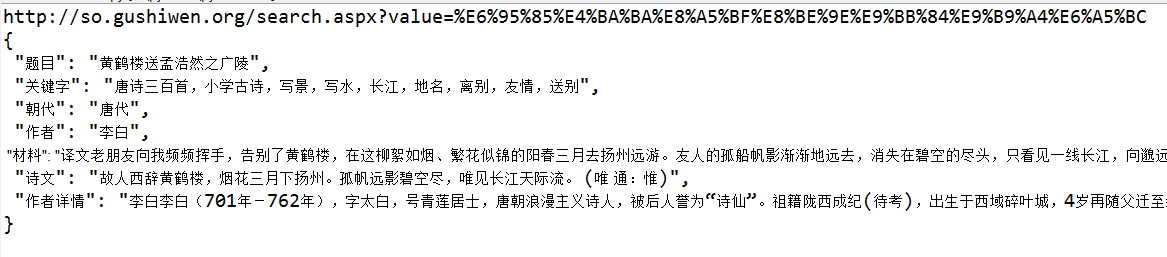 http://so.gushiwen.org/search.aspx?value=%E6%95%85%E4%BA%BA%E8%A5%BF%E8%BE%9E%E9%BB%84%E9%B9%A4%E6%A5%BC
{
"题目": "黄鹤楼送孟浩然之广陵",
"关键字": "唐诗三百首，小学古诗，写景，写水，长江，地名，离别，友情，送别",
"朝代": "唐代",
"作者": "李白",
"材料": "译文老朋友向我频频挥手，告别了黄鹤楼，在这柳絮如烟、繁花似锦的阳春三月去扬州远游。友人的孤船帆影渐渐地远去，消失在碧空的尽头，只看见一线长江，向邈远
"诗文": "故人西辞黄鹤楼，烟花三月下扬州。孤帆远影碧空尽，唯见长江天际流。(唯 通：惟)",
"作者详情": "李白李白（701年－762年），字太白，号青莲居士，唐朝浪漫主义诗人，被后人誉为“诗仙”。祖籍陇西成纪(待考)，出生于西域碎叶城，4岁再随父迁至
}